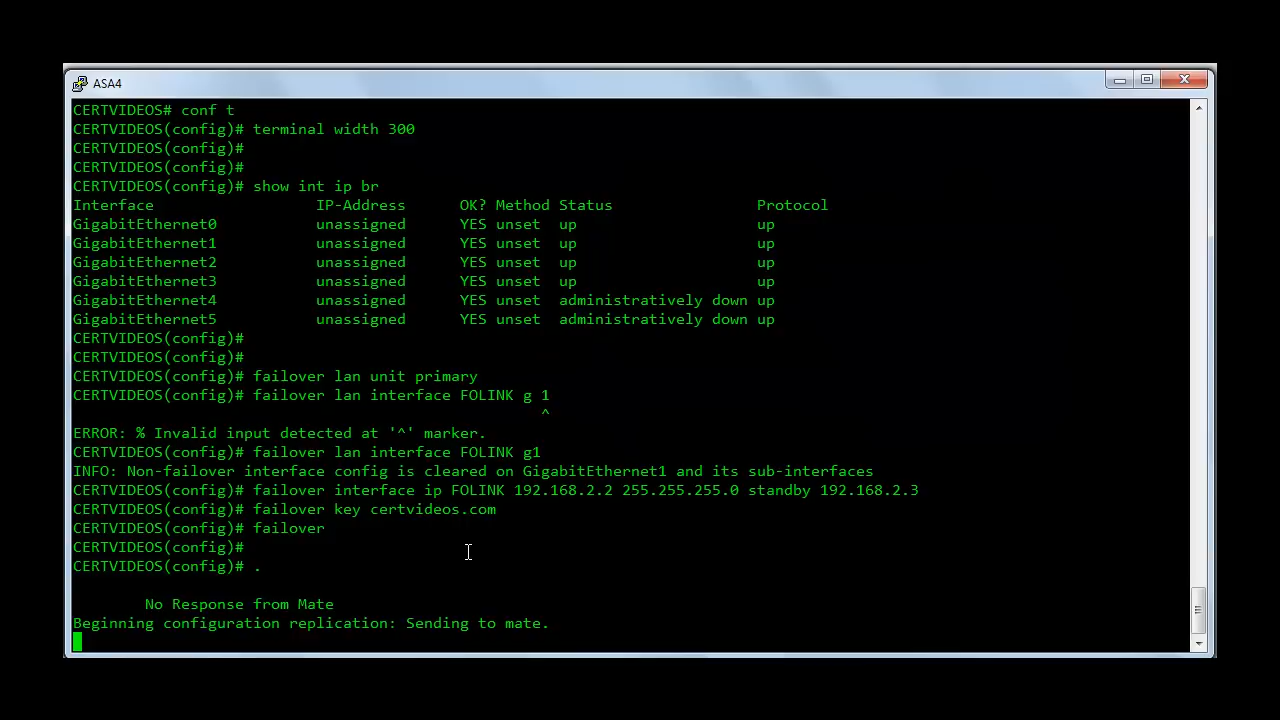 ASA4
CERTVIDEOS# conf t
CERTVIDEOS(config)# terminal width 300
CERTVIDEOS(config)#
CERTVIDEOS(config)#
CERTVIDEOS(config)# show int ip br
Interface IP-Address OK? Method Status Protocol
GigabitEthernet0 unassigned YES unset up up
GigabitEthernet1 unassigned YES unset up up
GigabitEthernet2 unassigned YES unset up up
GigabitEthernet3 unassigned YES unset up up
GigabitEthernet4 unassigned YES unset administratively down up
GigabitEthernet5 unassigned YES unset administratively down up
CERTVIDEOS(config)#
CERTVIDEOS(config)#
CERTVIDEOS(config)# failover lan unit primary
CERTVIDEOS(config)# failover lan interface FOLINK g 1
^
ERROR: % Invalid input detected at '^' marker.
CERTVIDEOS(config)# failover lan interface FOLINK g1
INFO: Non-failover interface config is cleared on GigabitEthernet1 and its sub-interfaces
CERTVIDEOS(config)# failover interface ip FOLINK 192.168.2.2 255.255.255.0 standby 192.168.2.3
CERTVIDEOS(config)# failover key certvideos.com
CERTVIDEOS(config)# failover
CERTVIDEOS(config)#
CERTVIDEOS(config)# .
No Response from Mate
Beginning configuration replication: Sending to mate.